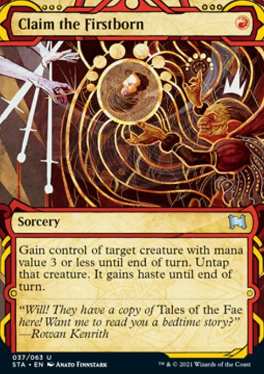 Claim the Firstborn
Sorcery
Gain control of target creature with mana
value 3 or less until end of turn. Untap
that creature. It gains haste until end of
turn.
“Will! They have a copy of Tales of the Fae
here! Want me to read you a bedtime story?”
—Rowan Kenrith
037/063 U
STA • EN Anato Finnstark
™ & © 2021 Wizards of the Coast